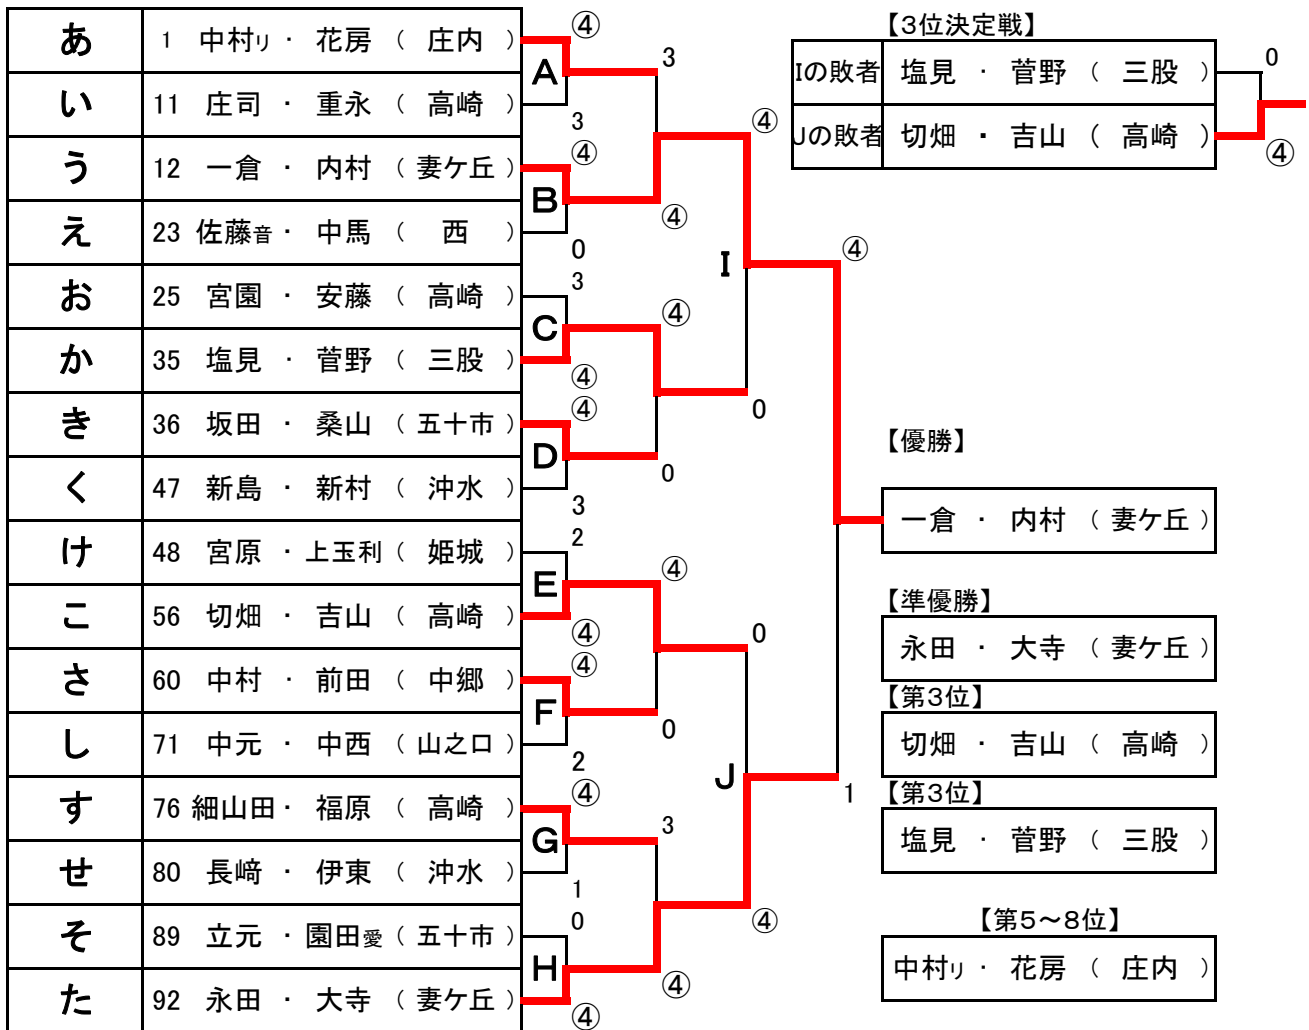 あ 1 中村リ ・ 花房 ( 庄内 )
い 11 庄司 ・ 重永 ( 高崎 )
う 12 一倉 ・ 内村 ( 妻ケ丘 )
え 23 佐藤音 ・ 中馬 ( 西 )
お 25 宮園 ・ 安藤 ( 高崎 )
か 35 塩見 ・ 菅野 ( 三股 )
き 36 坂田 ・ 桑山 ( 五十市 )
く 47 新島 ・ 新村 ( 沖水 )
け 48 宮原 ・ 上玉利 ( 姫城 )
こ 56 切畑 ・ 吉山 ( 高崎 )
さ 60 中村 ・ 前田 ( 中郷 )
し 71 中元 ・ 中西 ( 山之口 )
す 76 細山田 ・ 福原 ( 高崎 )
せ 80 長﨑 ・ 伊東 ( 沖水 )
そ 89 立元 ・ 園田愛 ( 五十市 )
た 92 永田 ・ 大寺 ( 妻ケ丘 )
④
A
3
④
B
0
3
C
④
④
D
3
2
E
④
④
F
2
④
G
1
0
H
④
3
④
④
0
④
0
3
④
④
I
0
0
J
④
④
1
【3位決定戦】
Iの敗者 塩見 ・ 菅野 ( 三股 ) 0
Jの敗者 切畑 ・ 吉山 ( 高崎 ) ④
【優勝】
一倉 ・ 内村 ( 妻ケ丘 )
【準優勝】
永田 ・ 大寺 ( 妻ケ丘 )
【第3位】
切畑 ・ 吉山 ( 高崎 )
【第3位】
塩見 ・ 菅野 ( 三股 )
【第5～8位】
中村リ ・ 花房 ( 庄内 )